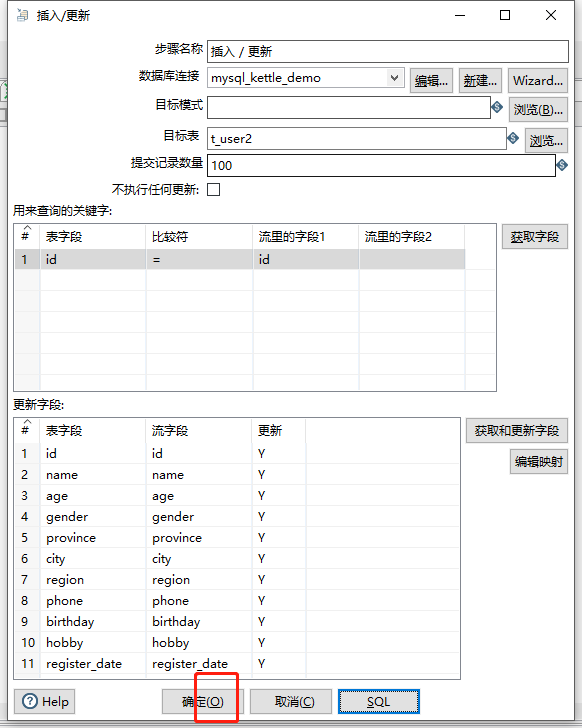 插入/更新
步骤名称 插入 / 更新
数据库连接 mysql_kettle_demo 编辑... 新建... Wizard...
目标模式 浏览(B)...
目标表 t_user2 浏览...
提交记录数量 100
不执行任何更新:
用来查询的关键字:
# 表字段 比较符 流里的字段1 流里的字段2 获取字段
1 id = id
更新字段:
# 表字段 流字段 更新 获取和更新字段
1 id id Y 编辑映射
2 name name Y
3 age age Y
4 gender gender Y
5 province province Y
6 city city Y
7 region region Y
8 phone phone Y
9 birthday birthday Y
10 hobby hobby Y
11 register_date register_date Y
Help 确定(O) 取消(C) SQL